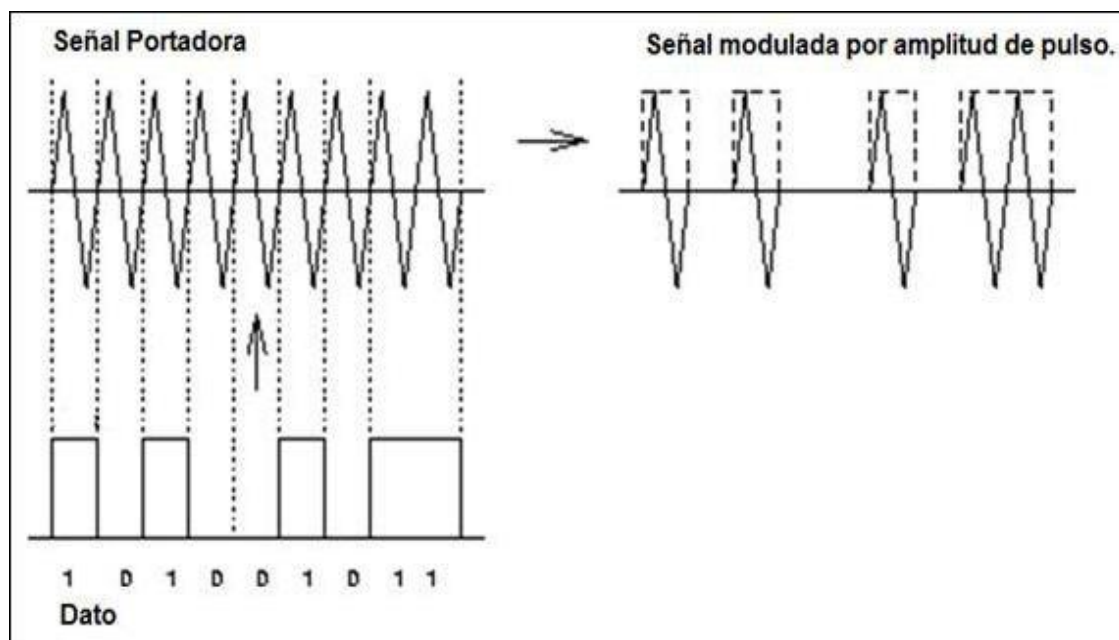 Señal Portadora
Señal modulada por amplitud de pulso.
1 D 1 D D 1 D 1 1
Dato